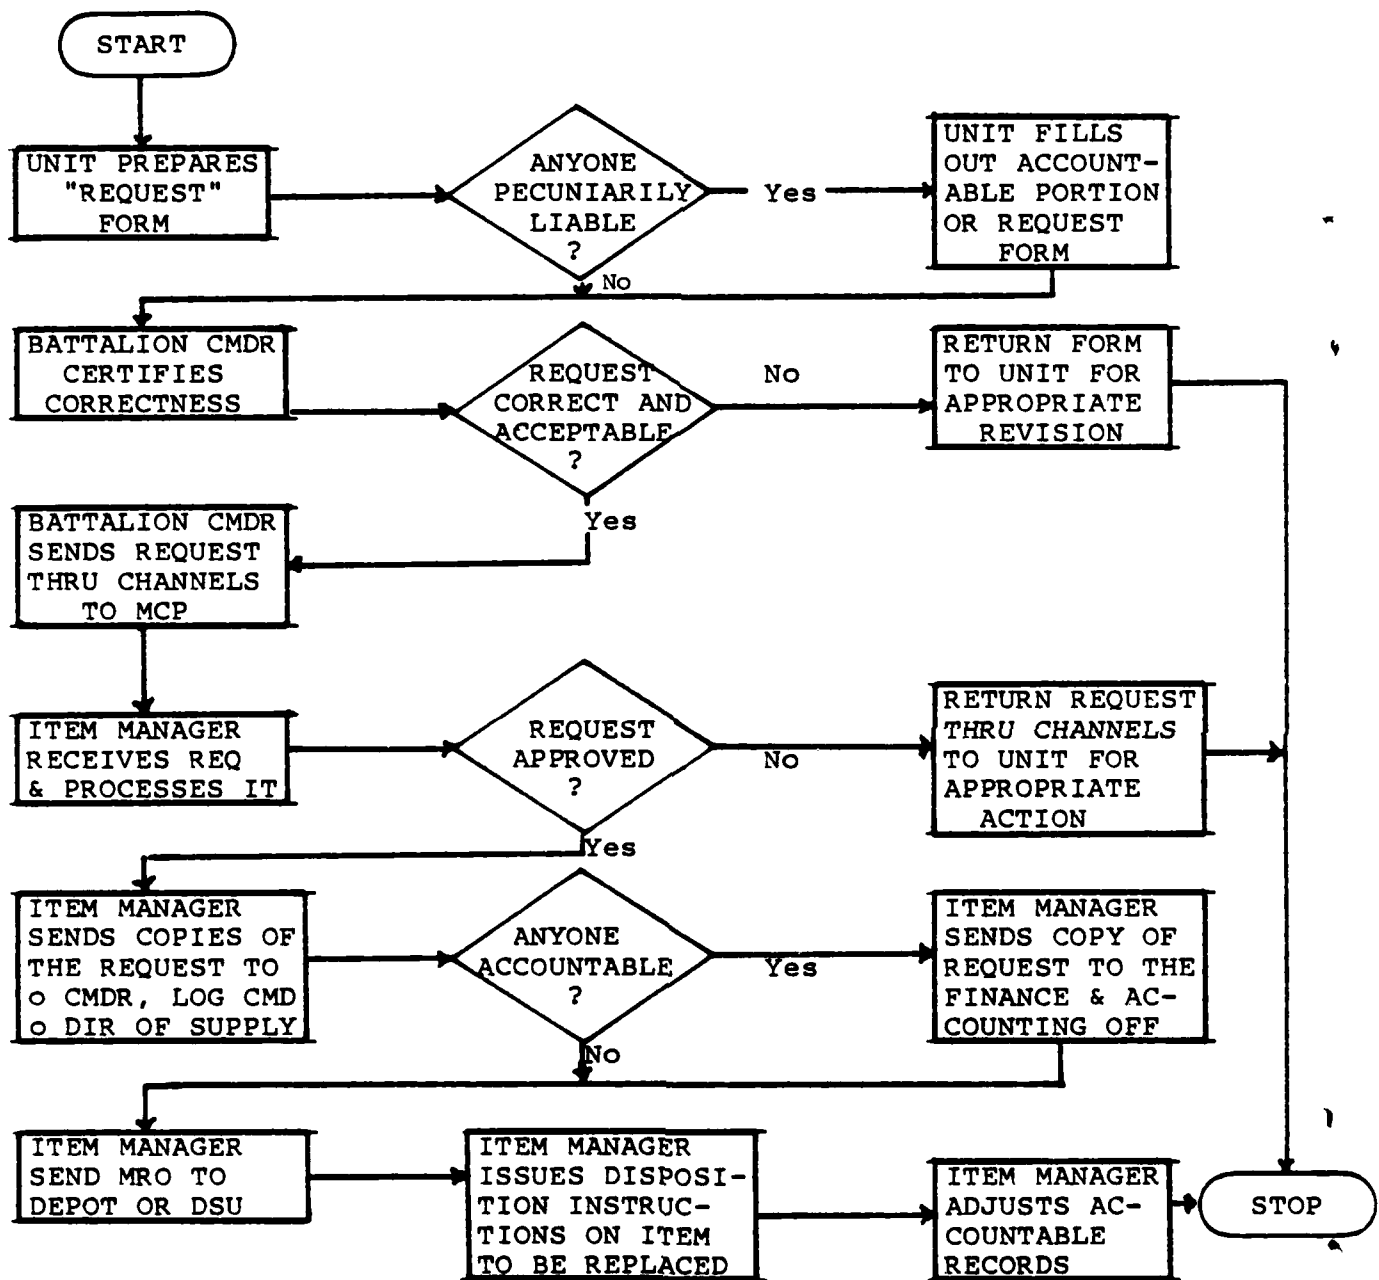 START
UNIT PREPARES
"REQUEST"
FORM
ANYONE
PECUNIARILY
LIABLE
?
Yes
No
UNIT FILLS
OUT ACCOUNT-
ABLE PORTION
OR REQUEST
FORM
BATTALION CMDR
CERTIFIES
CORRECTNESS
REQUEST
CORRECT AND
ACCEPTABLE
?
No
Yes
RETURN FORM
TO UNIT FOR
APPROPRIATE
REVISION
BATTALION CMDR
SENDS REQUEST
THRU CHANNELS
TO MCP
ITEM MANAGER
RECEIVES REQ
& PROCESSES IT
REQUEST
APPROVED
?
No
Yes
RETURN REQUEST
THRU CHANNELS
TO UNIT FOR
APPROPRIATE
ACTION
ITEM MANAGER
SENDS COPIES OF
THE REQUEST TO
o CMDR, LOG CMD
o DIR OF SUPPLY
ANYONE
ACCOUNTABLE
?
Yes
No
ITEM MANAGER
SENDS COPY OF
REQUEST TO THE
FINANCE & AC-
COUNTING OFF
ITEM MANAGER
SEND MRO TO
DEPOT OR DSU
ITEM MANAGER
ISSUES DISPOSI-
TION INSTRUC-
TIONS ON ITEM
TO BE REPLACED
ITEM MANAGER
ADJUSTS AC-
COUNTABLE
RECORDS
STOP